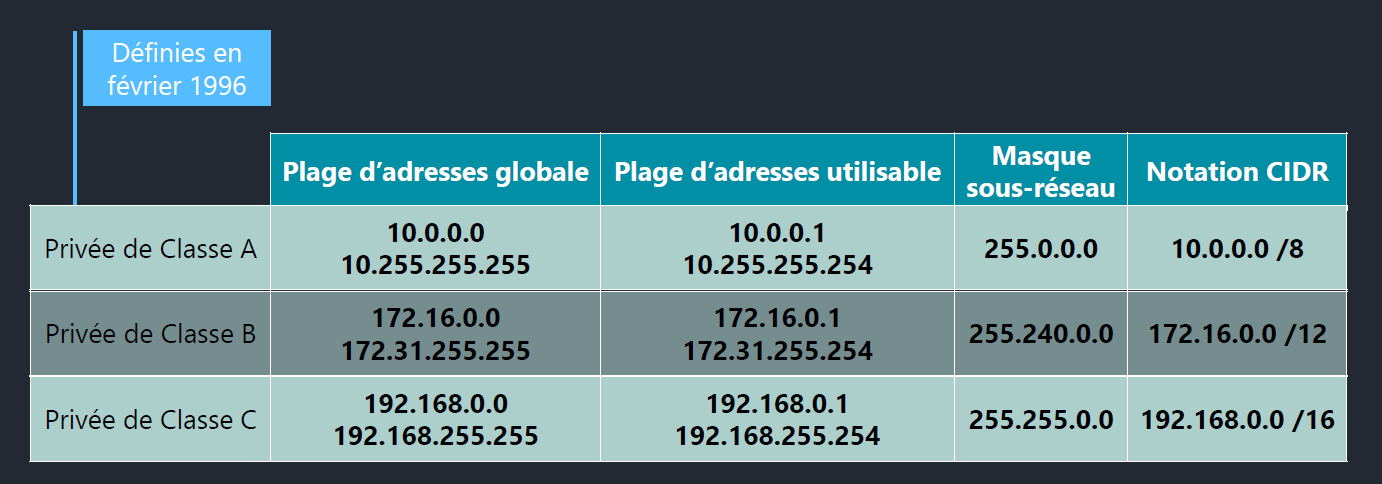 Définies en
février 1996
Plage d’adresses globale
Plage d’adresses utilisable
Masque
sous-réseau
Notation CIDR
Privée de Classe A
10.0.0.0
10.255.255.255
10.0.0.1
10.255.255.254
255.0.0.0
10.0.0.0 /8
Privée de Classe B
172.16.0.0
172.31.255.255
172.16.0.1
172.31.255.254
255.240.0.0
172.16.0.0 /12
Privée de Classe C
192.168.0.0
192.168.255.255
192.168.0.1
192.168.255.254
255.255.0.0
192.168.0.0 /16